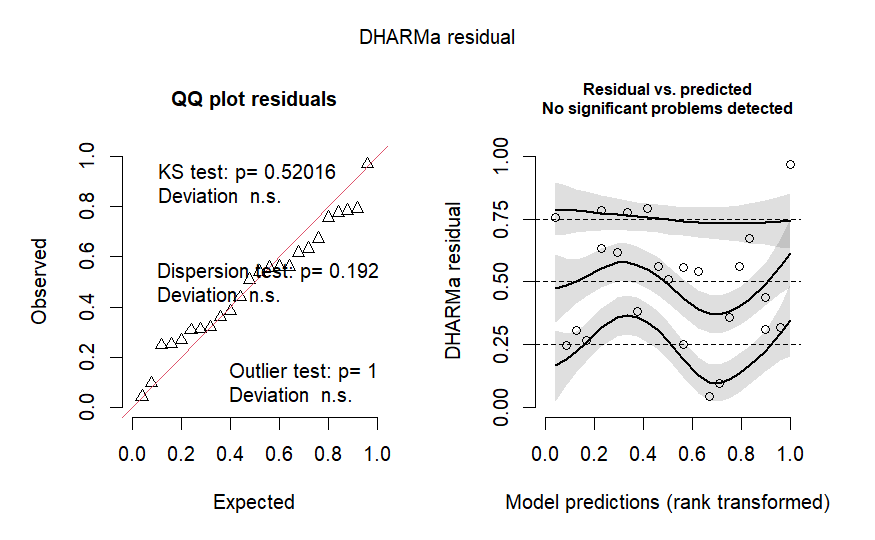 DHARMa residual
QQ plot residuals
KS test: p= 0.52016
Deviation n.s.
Dispersion test: p= 0.192
Deviation n.s.
Outlier test: p= 1
Deviation n.s.
Observed
0.0 0.2 0.4 0.6 0.8 1.0
0.0 0.2 0.4 0.6 0.8 1.0
Expected
Residual vs. predicted
No significant problems detected
DHARMa residual
0.00 0.25 0.50 0.75 1.00
0.0 0.2 0.4 0.6 0.8 1.0
Model predictions (rank transformed)